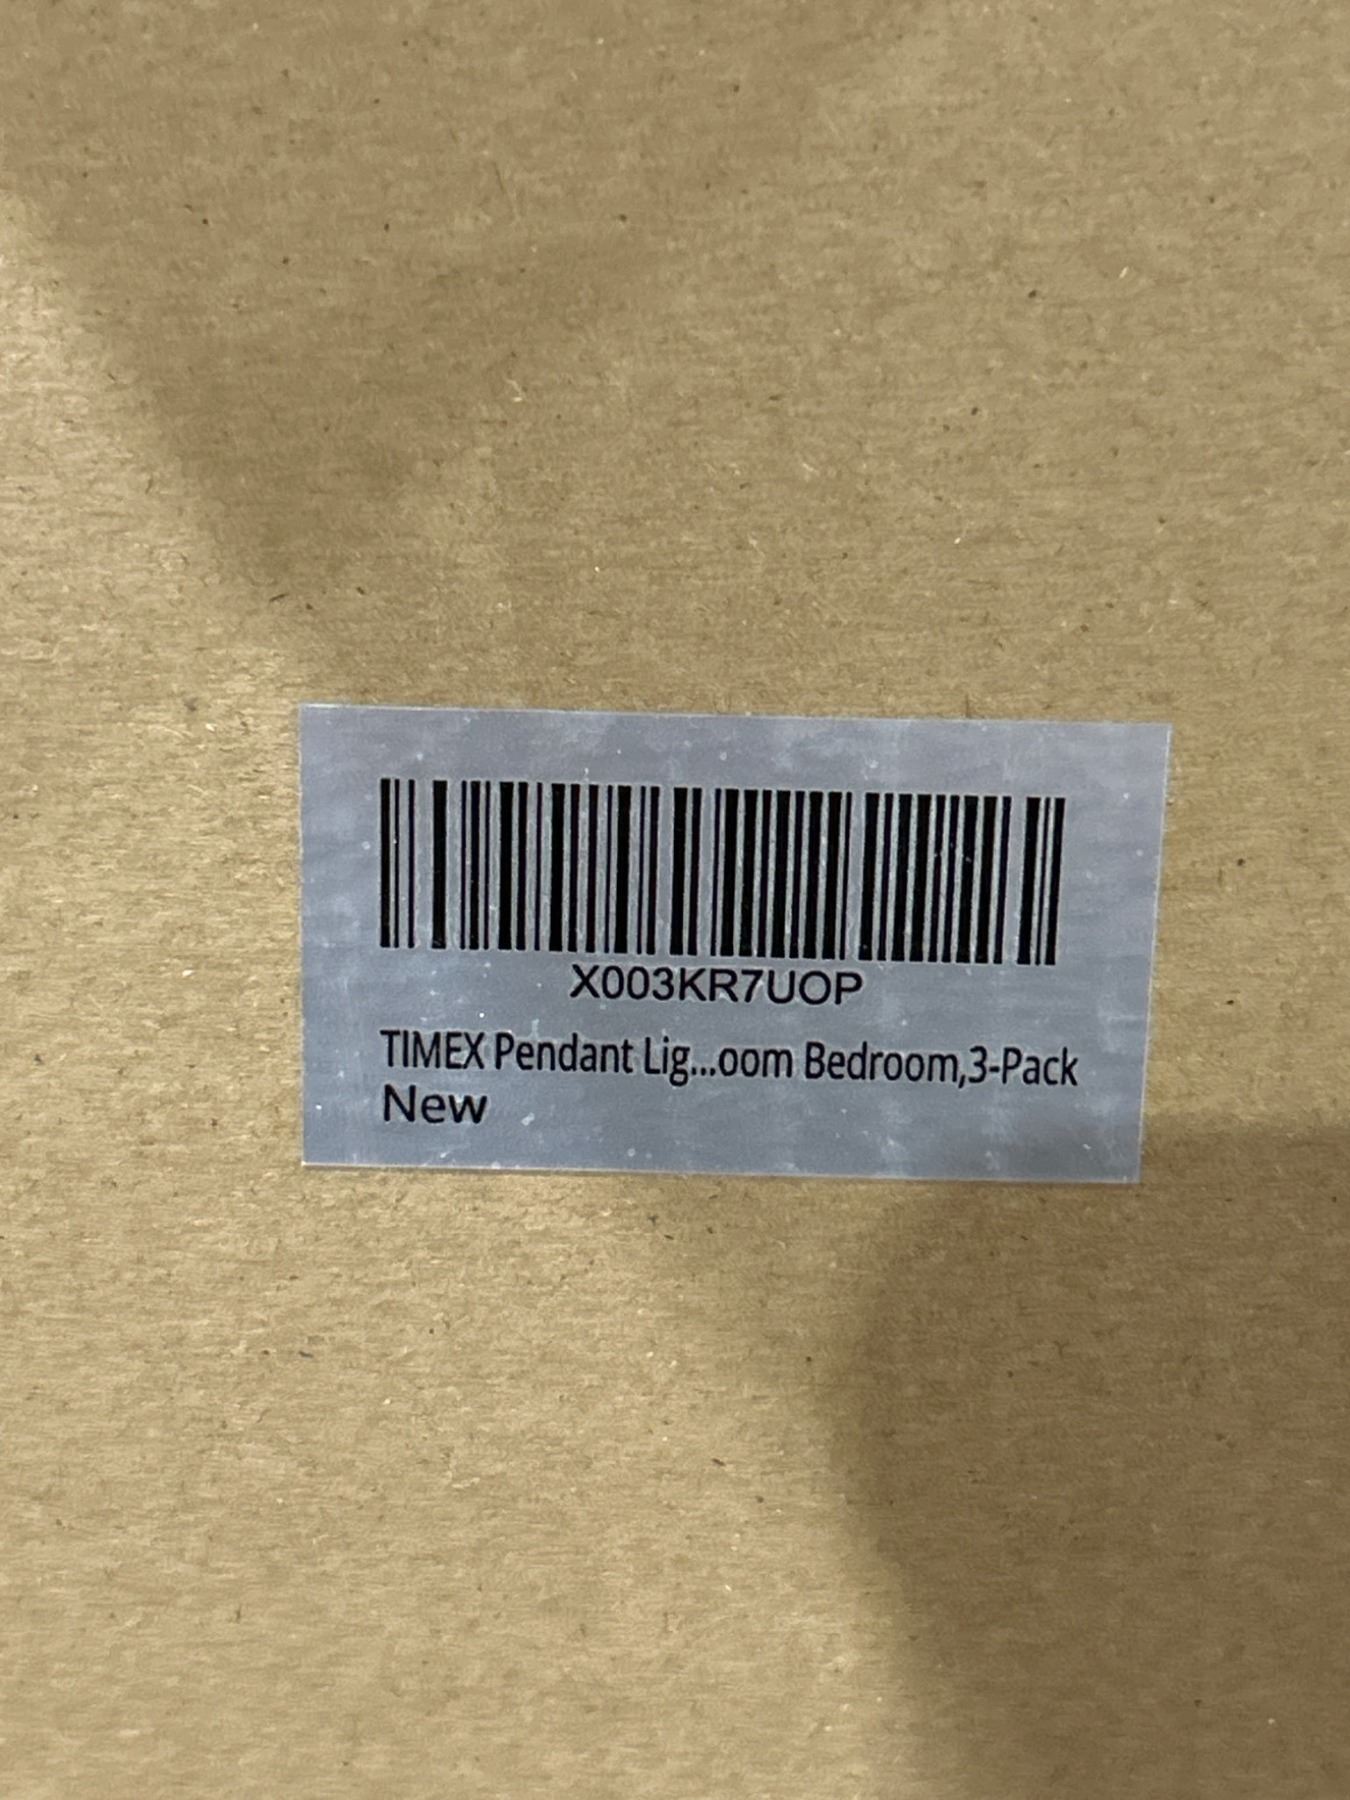 X003KR7UOP
TIMEX Pendant Lig...oom Bedroom,3-Pack
New